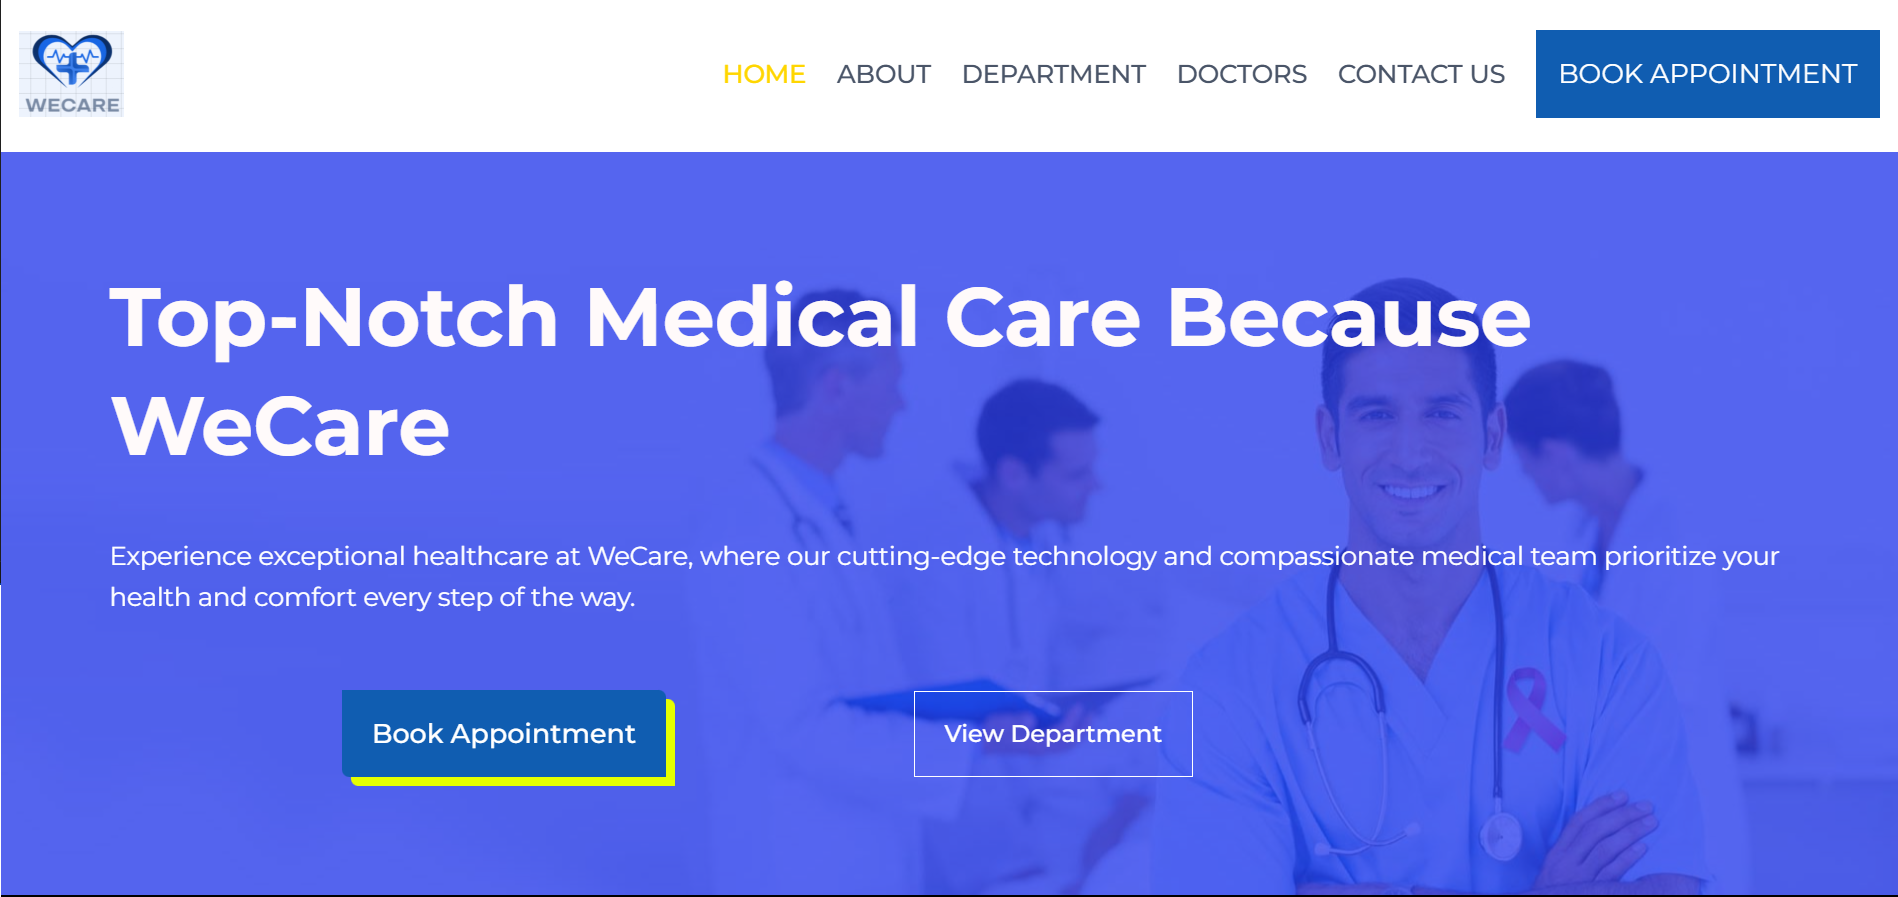 WECARE
HOME ABOUT DEPARTMENT DOCTORS CONTACT US BOOK APPOINTMENT
Top-Notch Medical Care Because
WeCare
Experience exceptional healthcare at WeCare, where our cutting-edge technology and compassionate medical team prioritize your
health and comfort every step of the way.
Book Appointment View Department